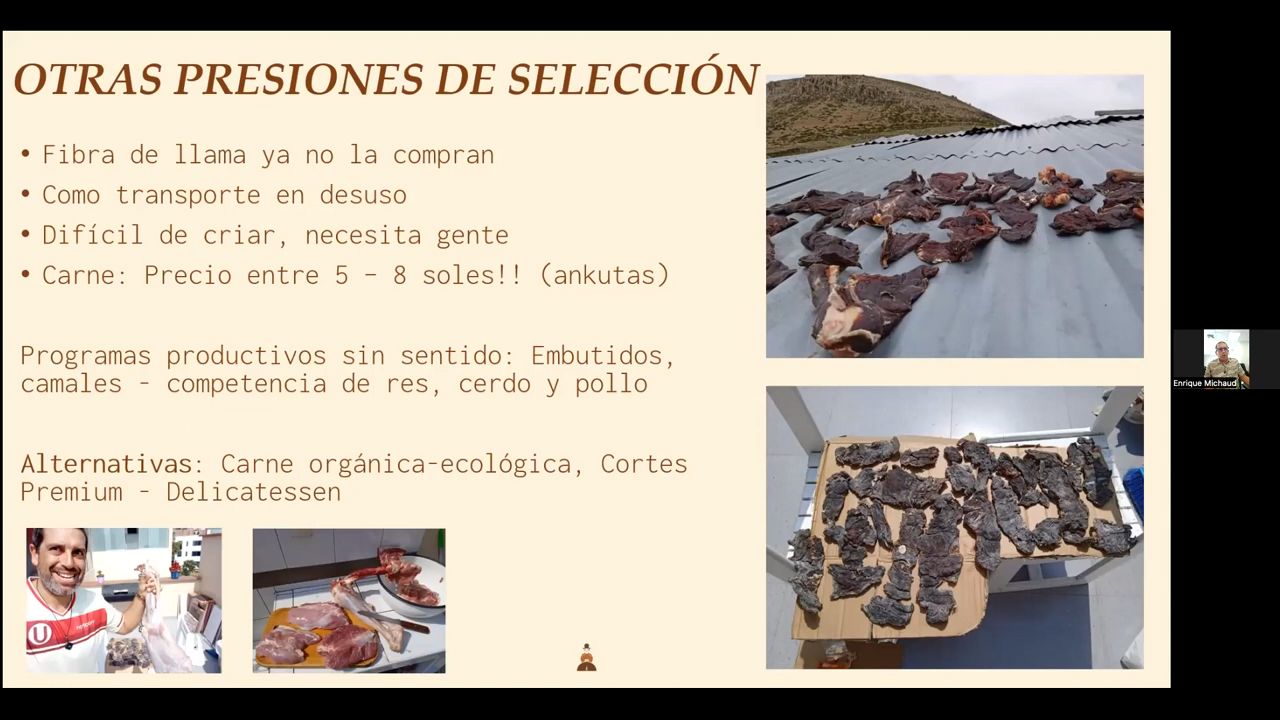 OTRAS PRESIONES DE SELECCIÓN
• Fibra de llama ya no la compran
• Como transporte en desuso
• Difícil de criar, necesita gente
• Carne: Precio entre 5 – 8 soles!! (ankutas)
Programas productivos sin sentido: Embutidos,
camales - competencia de res, cerdo y pollo
Alternativas: Carne orgánica-ecológica, Cortes
Premium - Delicatessen
U
Enrique Michaud